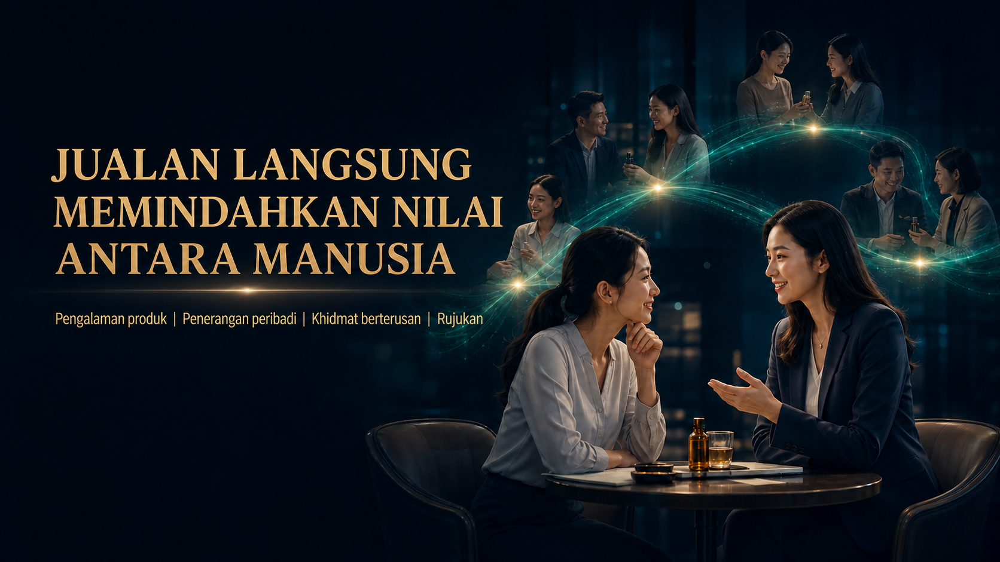 JUALAN LANGSUNG
MEMINDAHKAN NILAI
ANTARA MANUSIA
Pengalaman produk | Penerangan peribadi | Khidmat berterusan | Rujukan